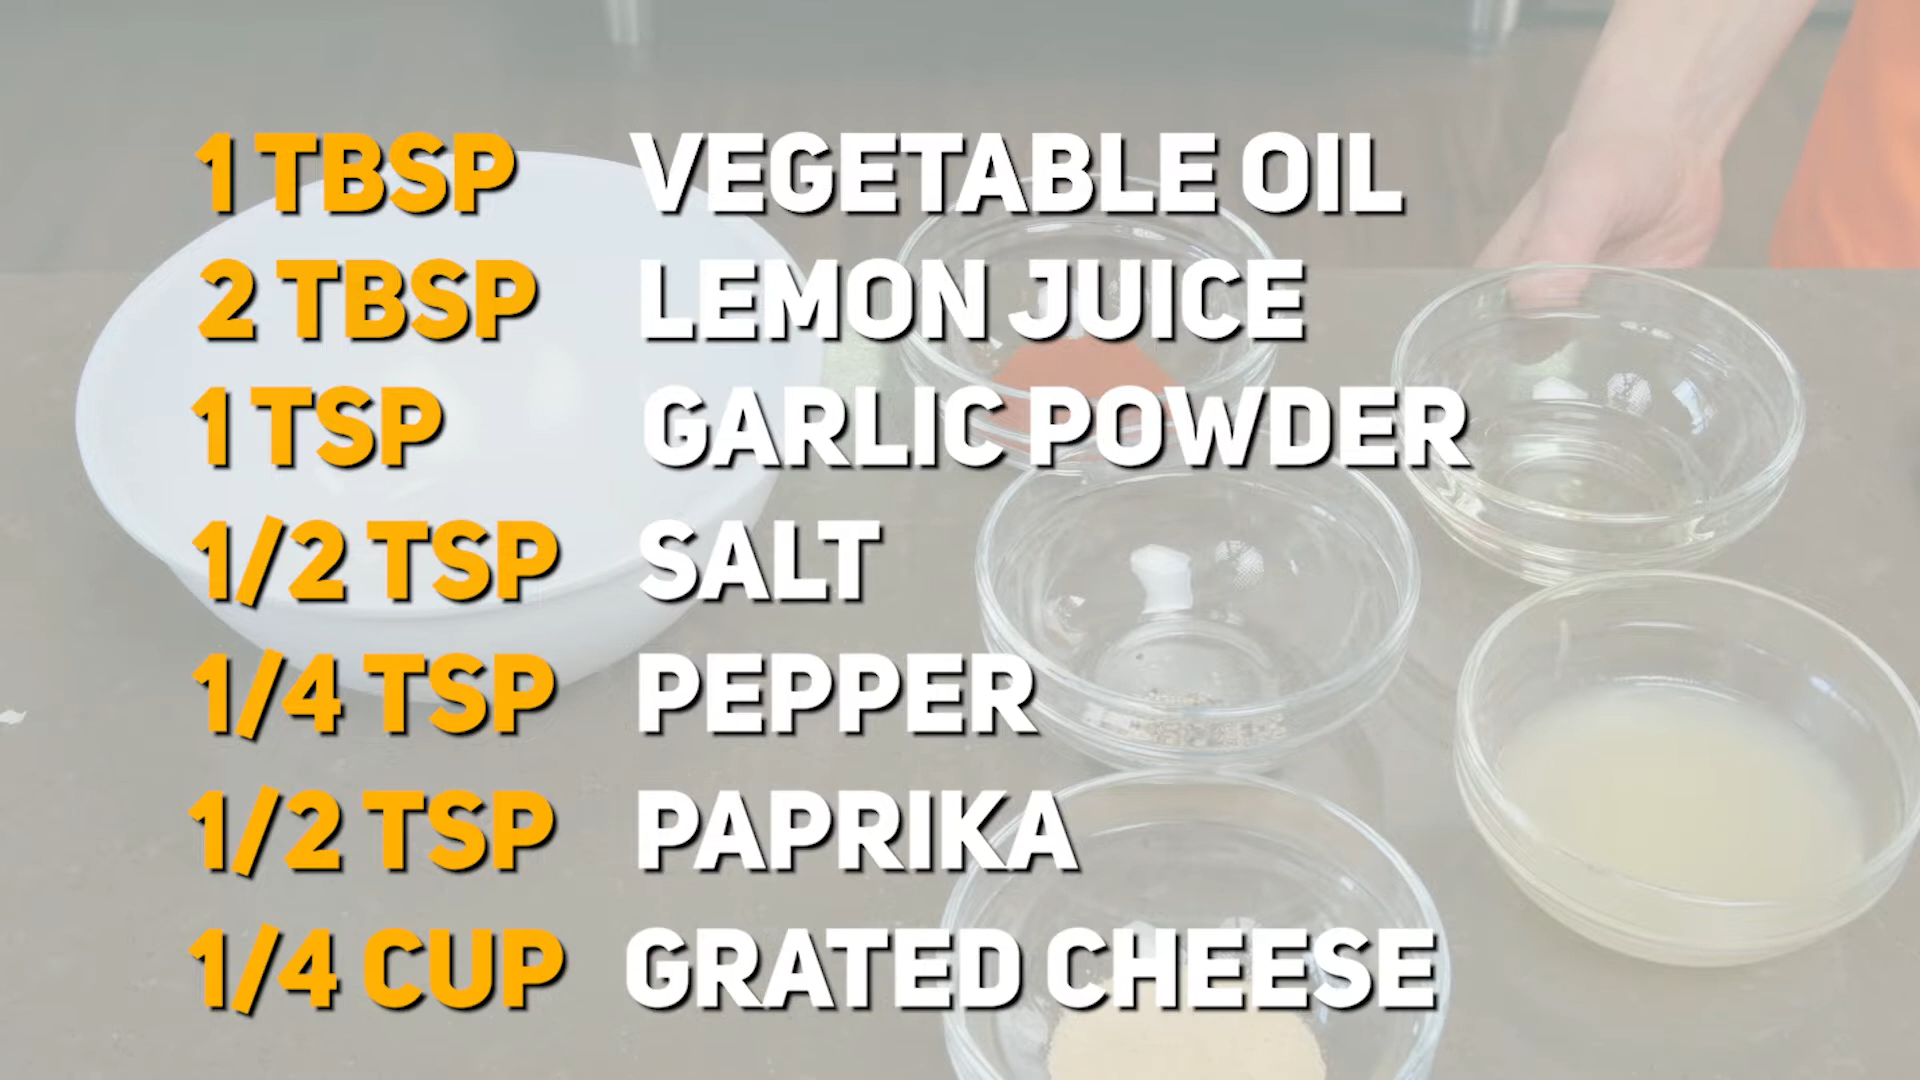 1 TBSP VEGETABLE OIL
2 TBSP LEMON JUICE
1 TSP GARLIC POWDER
1/2 TSP SALT
1/4 TSP PEPPER
1/2 TSP PAPRIKA
1/4 CUP GRATED CHEESE